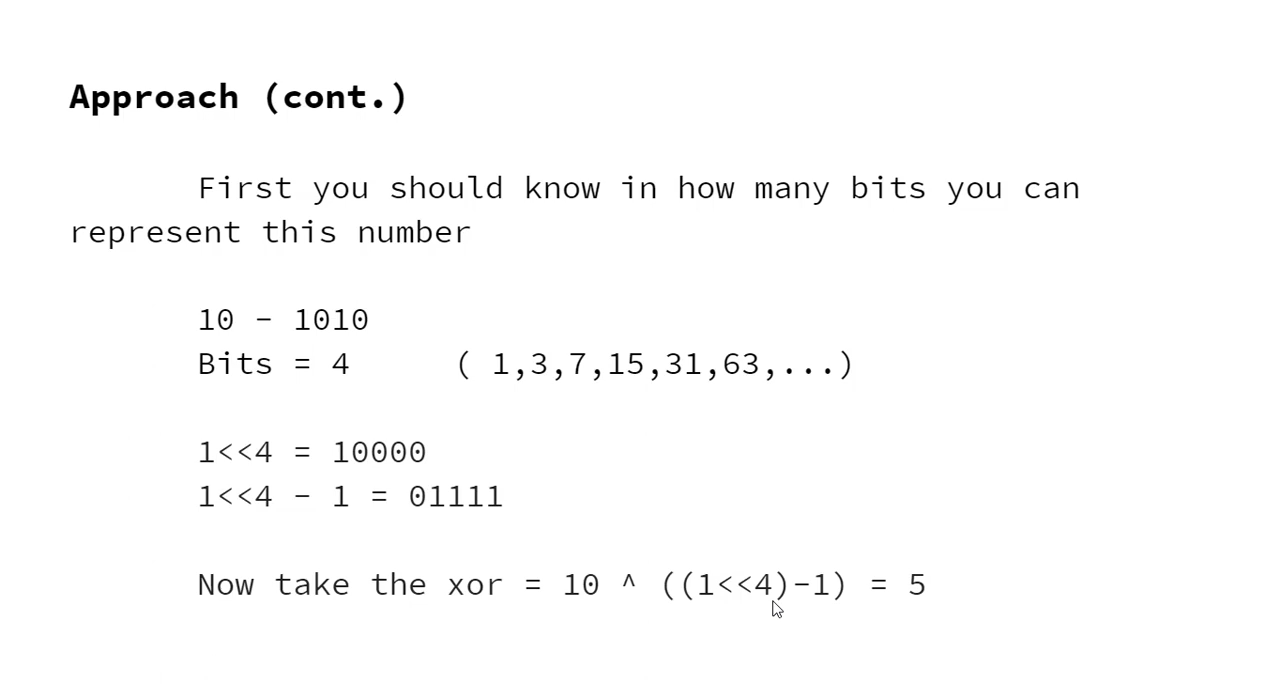 Approach (cont.)
First you should know in how many bits you can
represent this number
10 - 1010
Bits = 4 ( 1,3,7,15,31,63,...)
1<<4 = 10000
1<<4 - 1 = 01111
Now take the xor = 10 ^ ((1<<4)-1) = 5